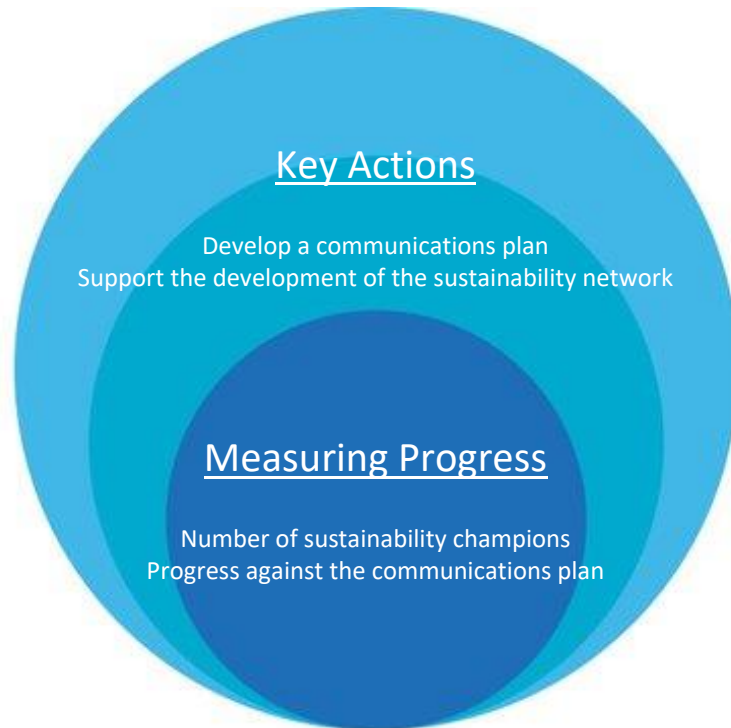 Key Actions
Develop a communications plan
Support the development of the sustainability network
Measuring Progress
Number of sustainability champions
Progress against the communications plan